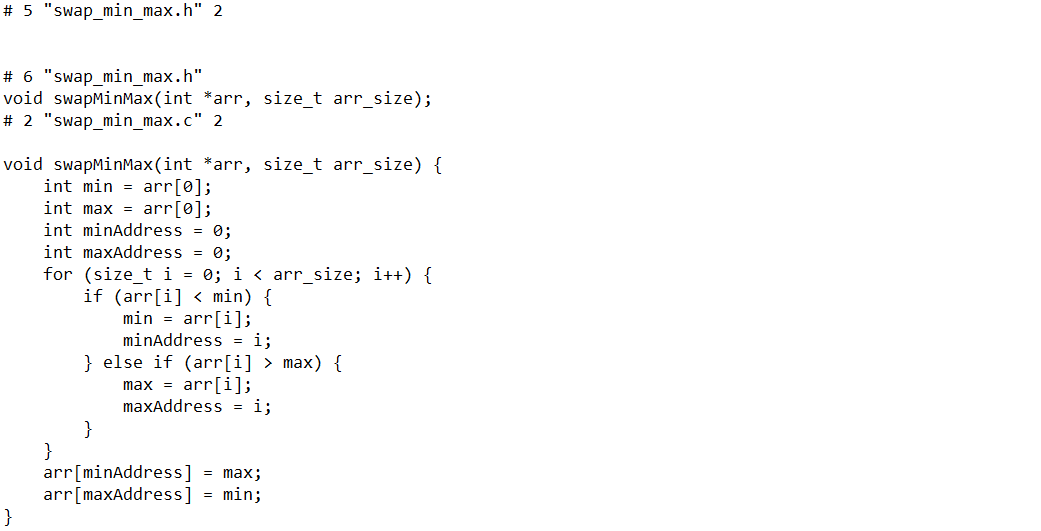 # 5 "swap_min_max.h" 2
# 6 "swap_min_max.h"
void swapMinMax(int *arr, size_t arr_size);
# 2 "swap_min_max.c" 2
void swapMinMax(int *arr, size_t arr_size) {
    int min = arr[0];
    int max = arr[0];
    int minAddress = 0;
    int maxAddress = 0;
    for (size_t i = 0; i < arr_size; i++) {
        if (arr[i] < min) {
            min = arr[i];
            minAddress = i;
        } else if (arr[i] > max) {
            max = arr[i];
            maxAddress = i;
        }
    }
    arr[minAddress] = max;
    arr[maxAddress] = min;
}